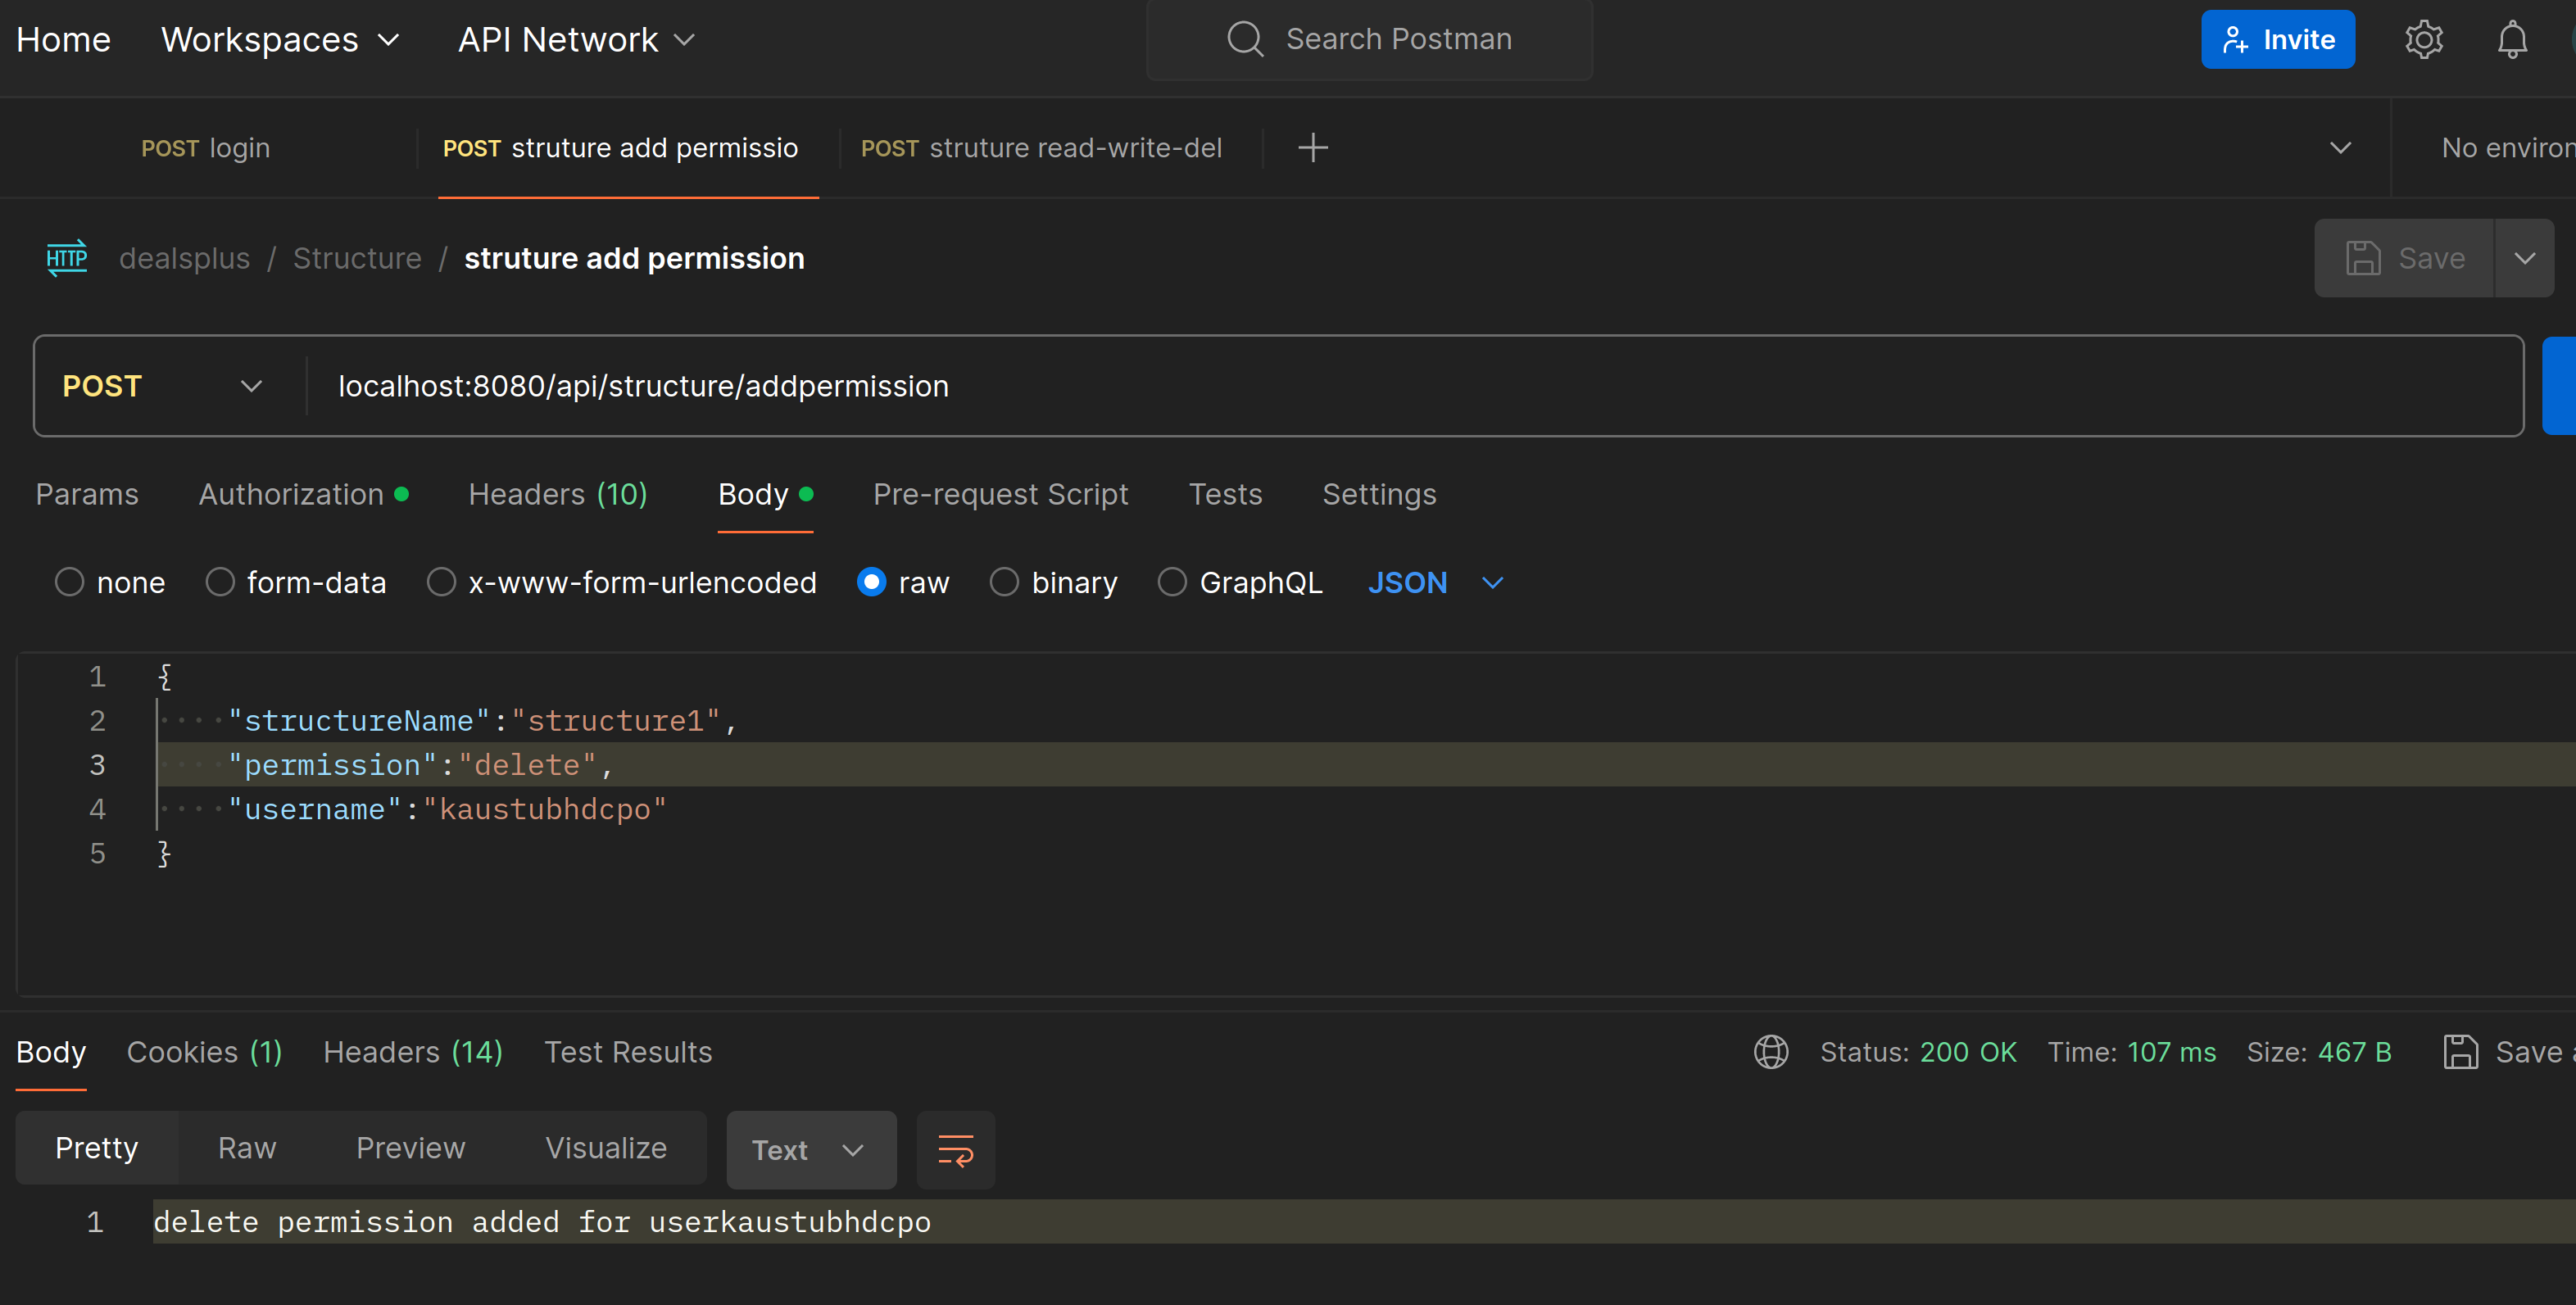 Home Workspaces API Network Search Postman Invite
POST login POST struture add permissio POST struture read-write-del No environ
HTTP dealsplus / Structure / struture add permission Save
POST localhost:8080/api/structure/addpermission
Params Authorization Headers (10) Body Pre-request Script Tests Settings
none form-data x-www-form-urlencoded raw binary GraphQL JSON
1 {
2 "structureName":"structure1",
3 "permission":"delete",
4 "username":"kaustubhdcpo"
5 }
Body Cookies (1) Headers (14) Test Results Status: 200 OK Time: 107 ms Size: 467 B Save a
Pretty Raw Preview Visualize Text
1 delete permission added for userkaustubhdcpo